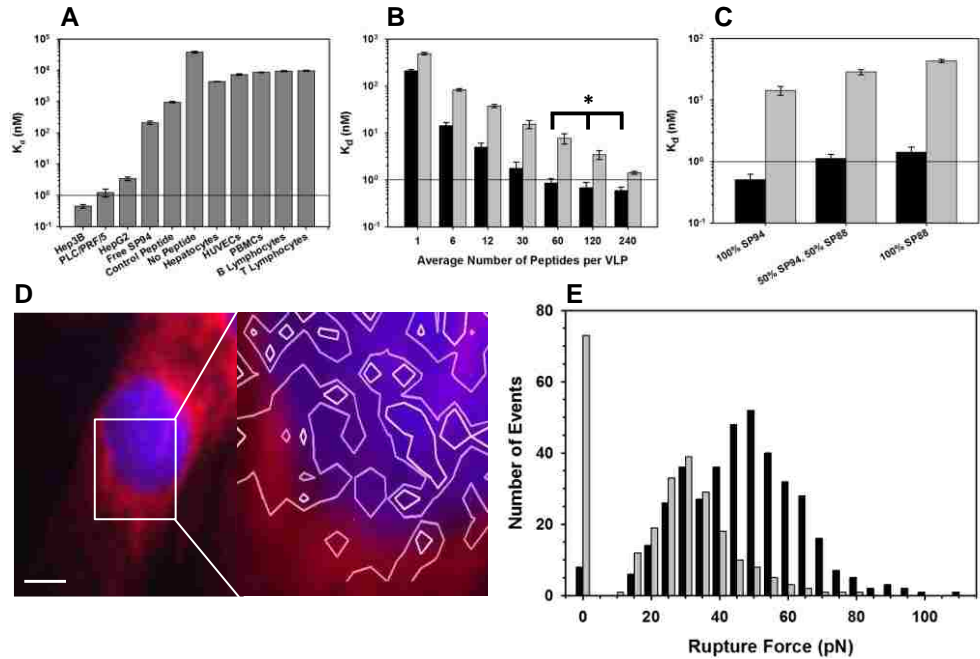 A
B
C
10⁵
10⁴
10³
10²
10¹
10⁰
10⁻¹
K_d (nM)
Hep3B
PLC/PRF/5
HepG2
Free SP94
Control Peptide
No Peptide
Hepatocytes
HUVECs
PBMCs
B Lymphocytes
T Lymphocytes
10³
10²
10¹
10⁰
10⁻¹
K_d (nM)
*
1 6 12 30 60 120 240
Average Number of Peptides per VLP
10²
10¹
10⁰
10⁻¹
K_d (nM)
100% SP94
50% SP94, 50% SP88
100% SP88
D
E
80
60
40
20
0
Number of Events
0 20 40 60 80 100
Rupture Force (pN)